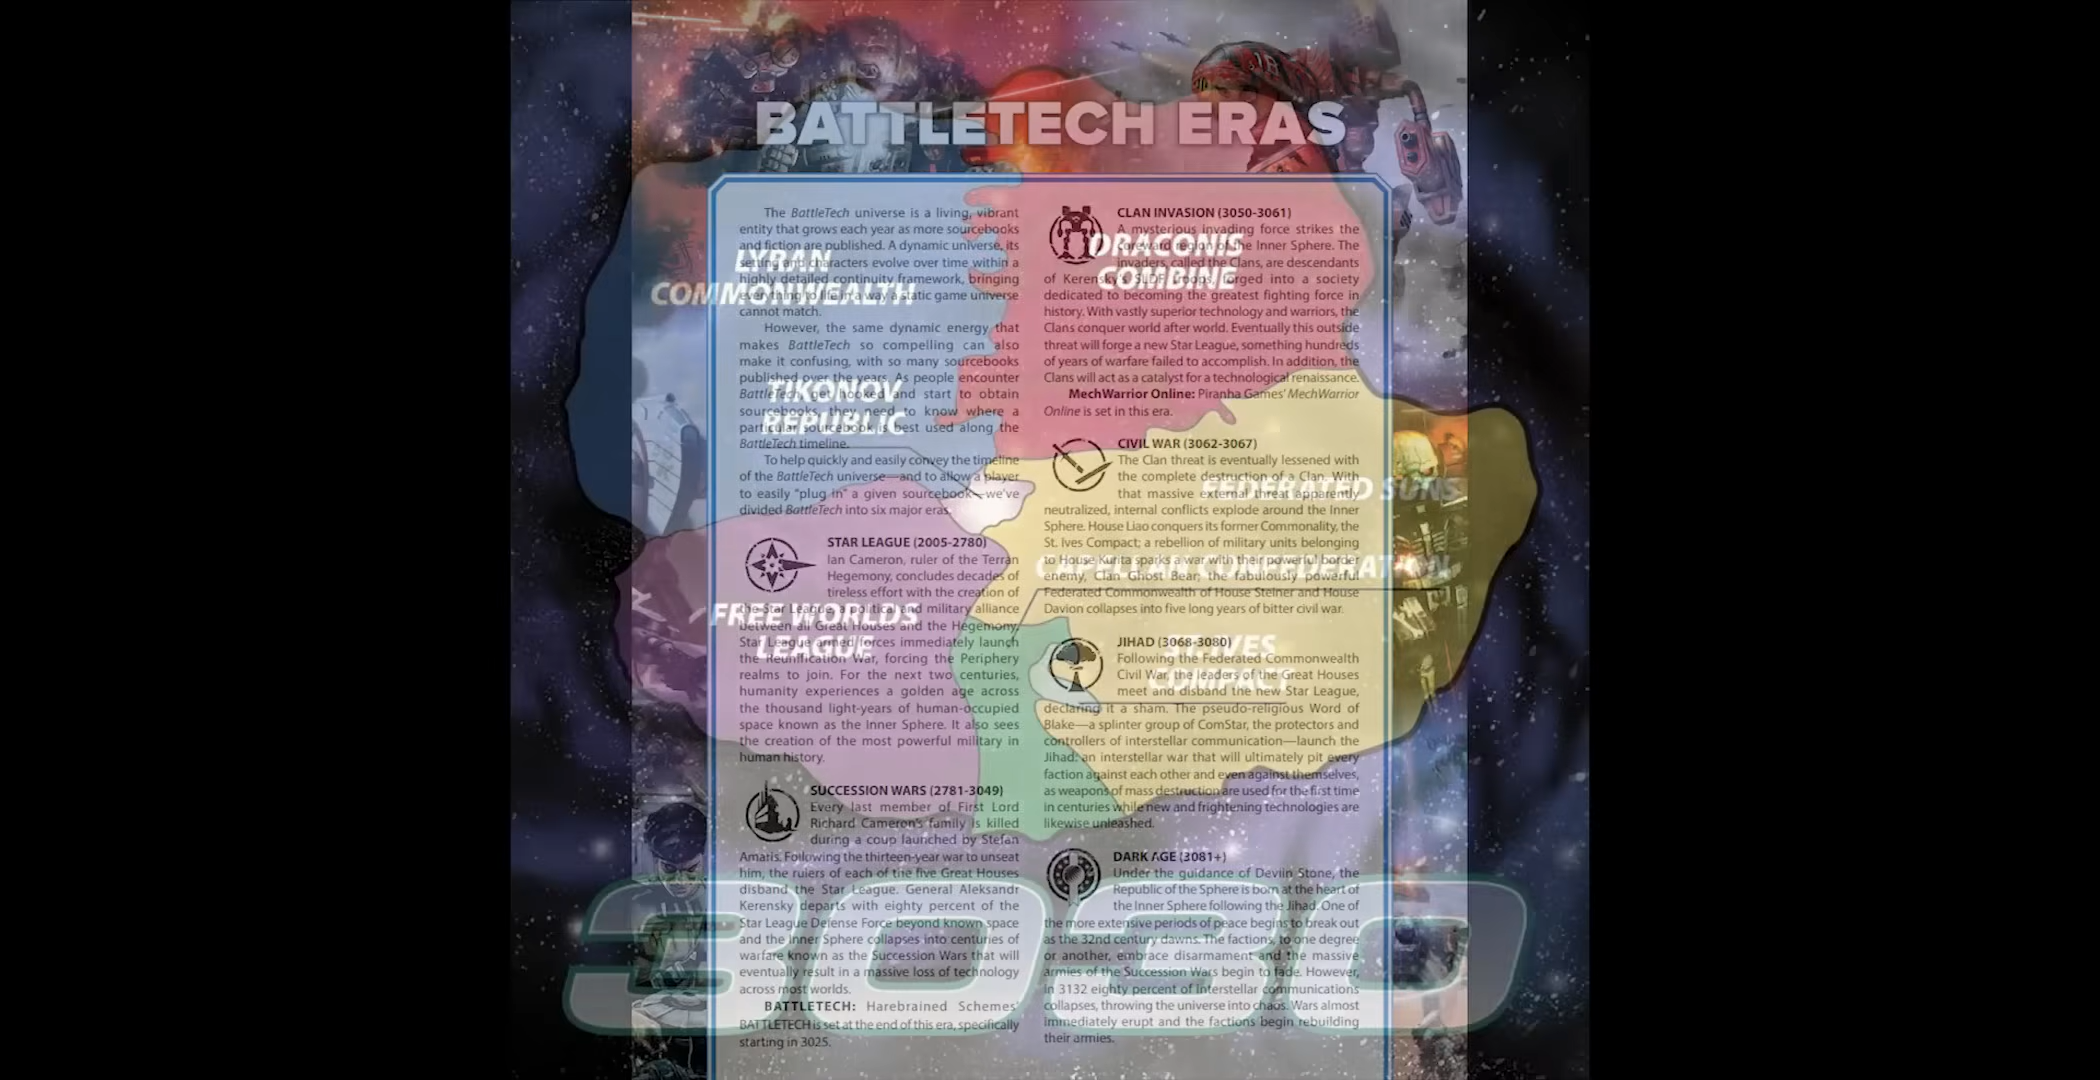 BATTLETECH ERAS
The BattleTech universe is a living, vibrant
entity that grows each year as more sourcebooks
and fiction are published. A dynamic universe, its
setting and characters evolve over time within a
highly detailed continuity framework, bringing
everything to life in a way a static game universe
cannot match.
However, the same dynamic energy that
makes BattleTech so compelling can also
make it confusing, with so many sourcebooks
published over the years. As people encounter
BattleTech, get hooked and start to obtain
sourcebooks, they need to know where a
particular sourcebook is best used along the
BattleTech timeline.
To help quickly and easily convey the timeline
of the BattleTech universe—and to allow a player
to easily "plug in" a given sourcebook—we've
divided BattleTech into six major eras.
STAR LEAGUE (2005-2780)
Ian Cameron, ruler of the Terran
Hegemony, concludes decades of
tireless effort with the creation of
the Star League, a political and military alliance
between all Great Houses and the Hegemony.
Star League armed forces immediately launch
the Reunification War, forcing the Periphery
realms to join. For the next two centuries,
humanity experiences a golden age across
the thousand light-years of human-occupied
space known as the Inner Sphere. It also sees
the creation of the most powerful military in
human history.
SUCCESSION WARS (2781-3049)
Every last member of First Lord
Richard Cameron's family is killed
during a coup launched by Stefan
Amaris. Following the thirteen-year war to unseat
him, the rulers of each of the five Great Houses
disband the Star League. General Aleksandr
Kerensky departs with eighty percent of the
Star League Defense Force beyond known space
and the Inner Sphere collapses into centuries of
warfare known as the Succession Wars that will
eventually result in a massive loss of technology
across most worlds.
BATTLETECH: Harebrained Schemes'
BATTLETECH is set at the end of this era, specifically
starting in 3025.
CLAN INVASION (3050-3061)
A mysterious invading force strikes the
coreward region of the Inner Sphere. The
invaders, called the Clans, are descendants
of Kerensky's SLDF troops, forged into a society
dedicated to becoming the greatest fighting force in
history. With vastly superior technology and warriors, the
Clans conquer world after world. Eventually this outside
threat will forge a new Star League, something hundreds
of years of warfare failed to accomplish. In addition, the
Clans will act as a catalyst for a technological renaissance.
MechWarrior Online: Piranha Games' MechWarrior
Online is set in this era.
CIVIL WAR (3062-3067)
The Clan threat is eventually lessened with
the complete destruction of a Clan. With
that massive external threat apparently
neutralized, internal conflicts explode around the Inner
Sphere. House Liao conquers its former Commonality, the
St. Ives Compact; a rebellion of military units belonging
to House Kurita sparks a war with their powerful border
enemy, Clan Ghost Bear; the fabulously powerful
Federated Commonwealth of House Steiner and House
Davion collapses into five long years of bitter civil war.
JIHAD (3068-3080)
Following the Federated Commonwealth
Civil War, the leaders of the Great Houses
meet and disband the new Star League,
declaring it a sham. The pseudo-religious Word of
Blake—a splinter group of ComStar, the protectors and
controllers of interstellar communication—launch the
Jihad: an interstellar war that will ultimately pit every
faction against each other and even against themselves,
as weapons of mass destruction are used for the first time
in centuries while new and frightening technologies are
likewise unleashed.
DARK AGE (3081+)
Under the guidance of Devlin Stone, the
Republic of the Sphere is born at the heart of
the Inner Sphere following the Jihad. One of
the more extensive periods of peace begins to break out
as the 32nd century dawns. The factions, to one degree
or another, embrace disarmament and the massive
armies of the Succession Wars begin to fade. However,
in 3132 eighty percent of interstellar communications
collapses, throwing the universe into chaos. Wars almost
immediately erupt and the factions begin rebuilding
their armies.
LYRAN
COMMONWEALTH
DRACONIS
COMBINE
TIKONOV
REPUBLIC
FEDERATED SUNS
CAPELLAN CONFEDERATION
FREE WORLDS
LEAGUE
ST IVES
COMPACT
3030